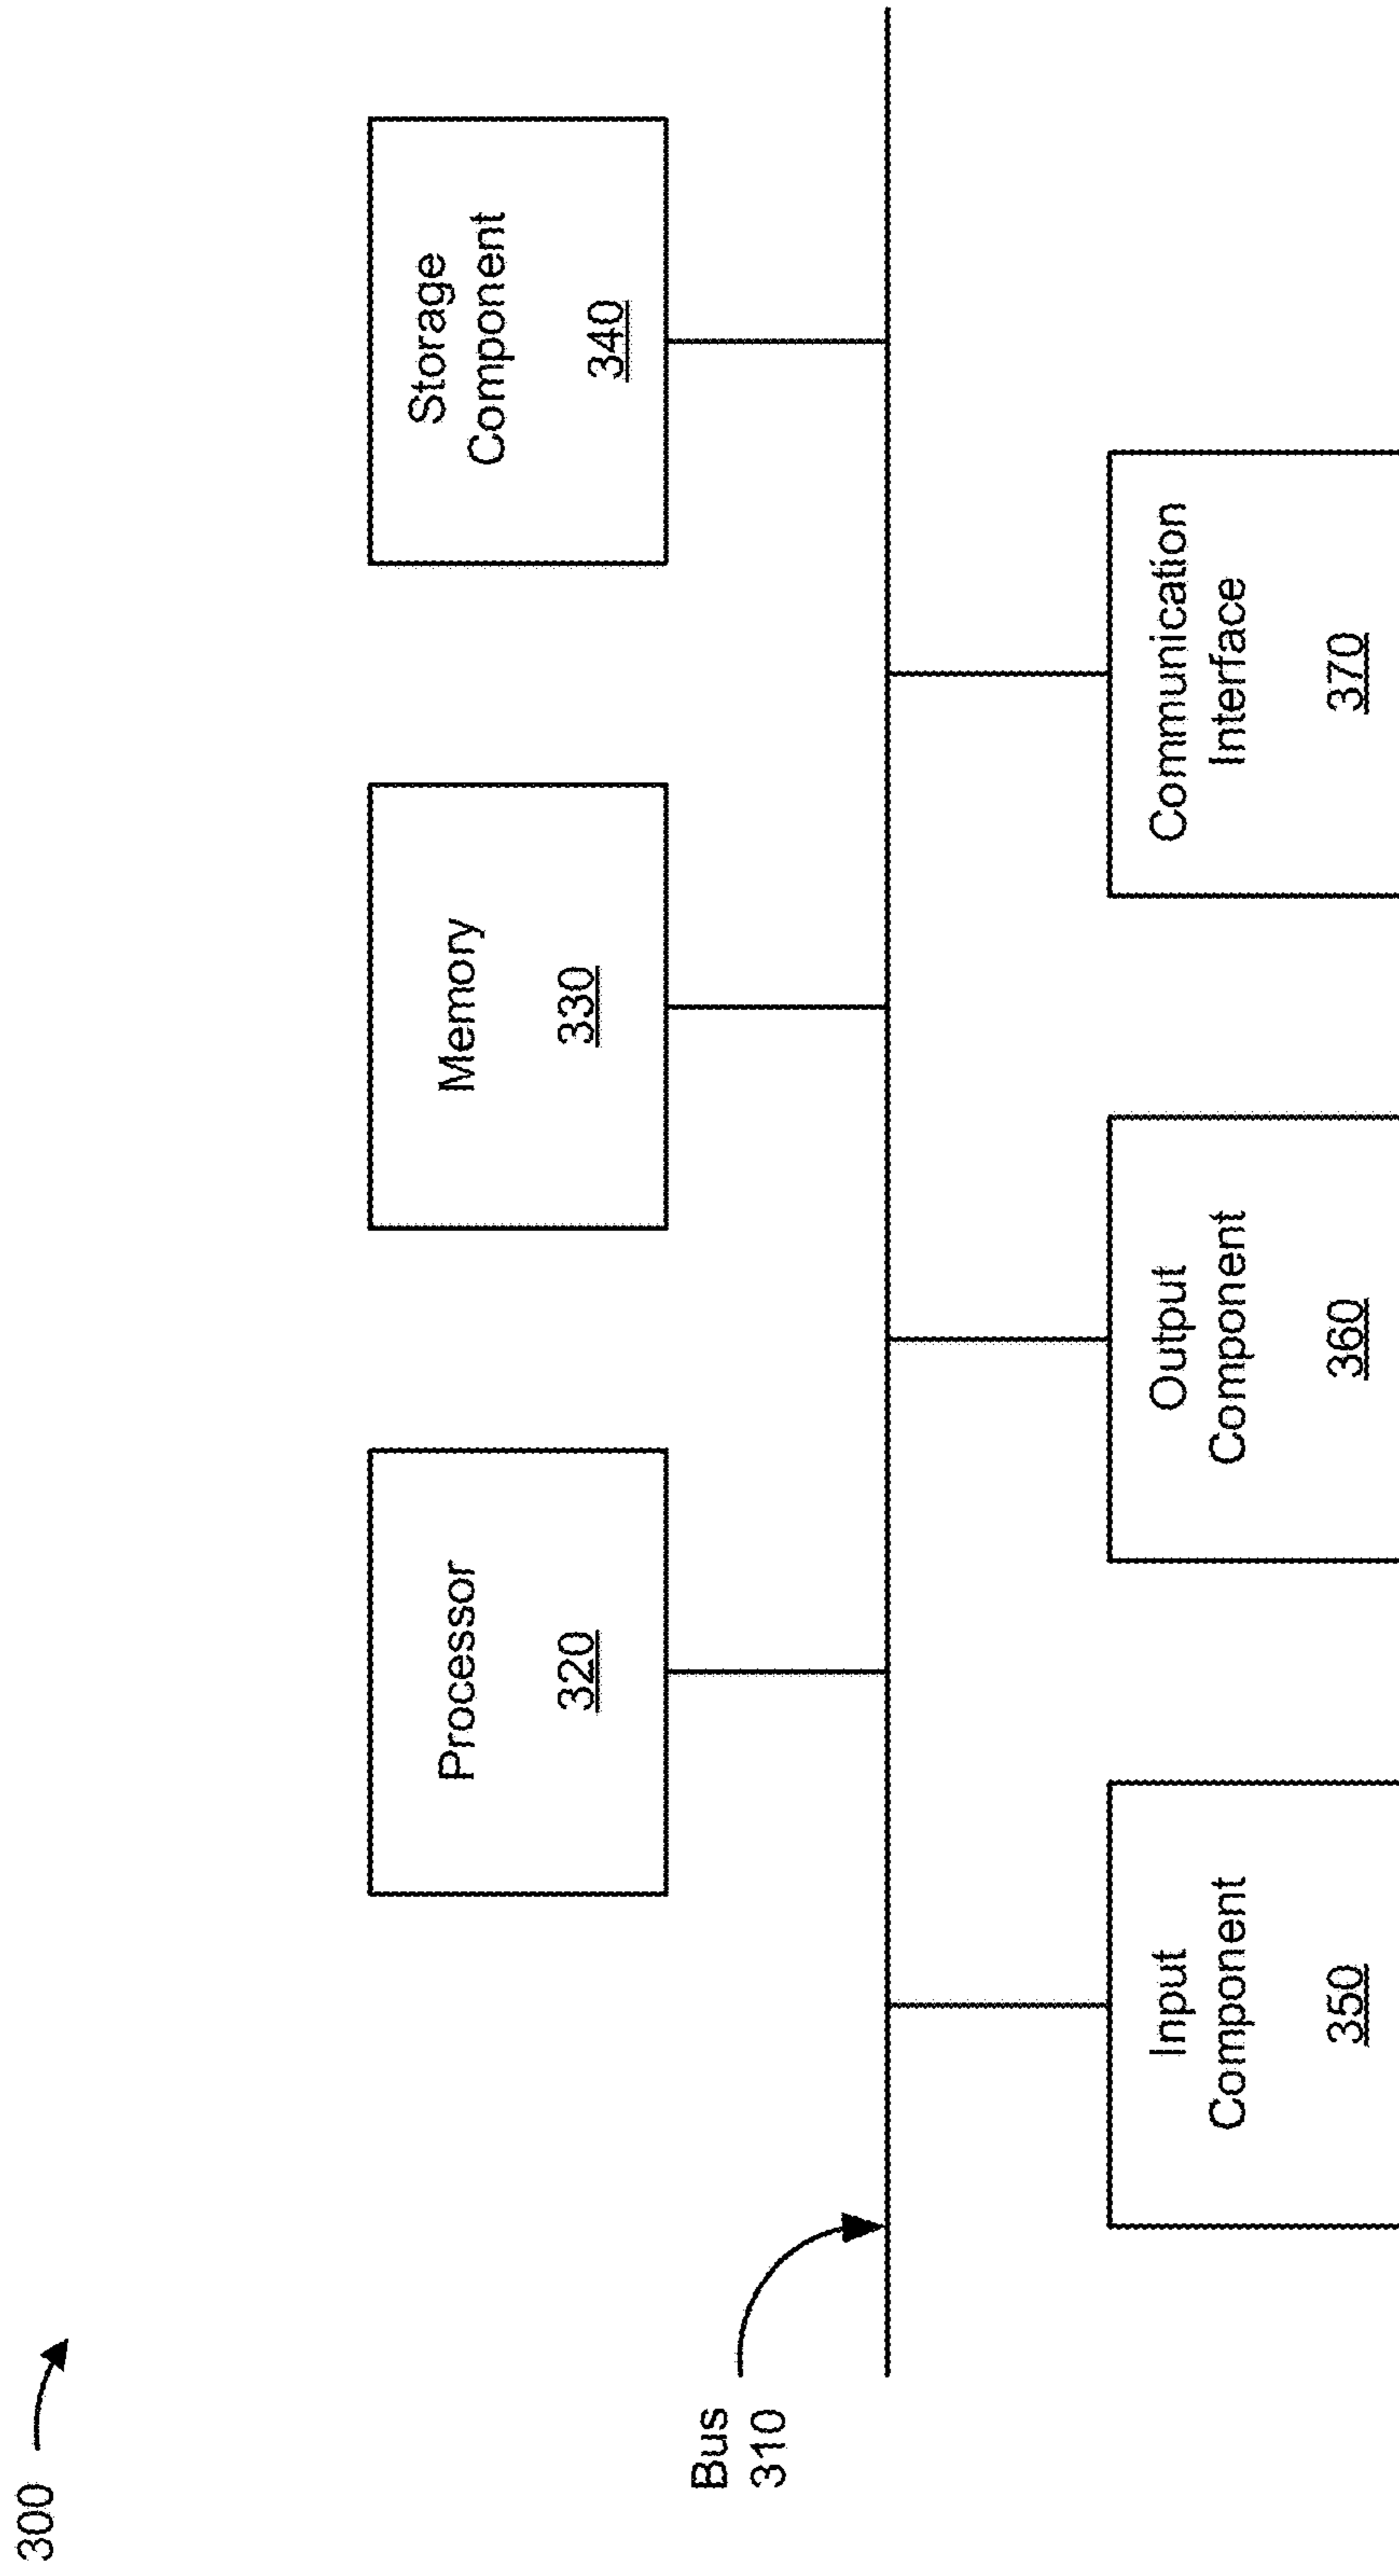 300
Processor
320
Memory
330
Storage
Component
340
Bus
310
Input
Component
350
Output
Component
360
Communication
Interface
370